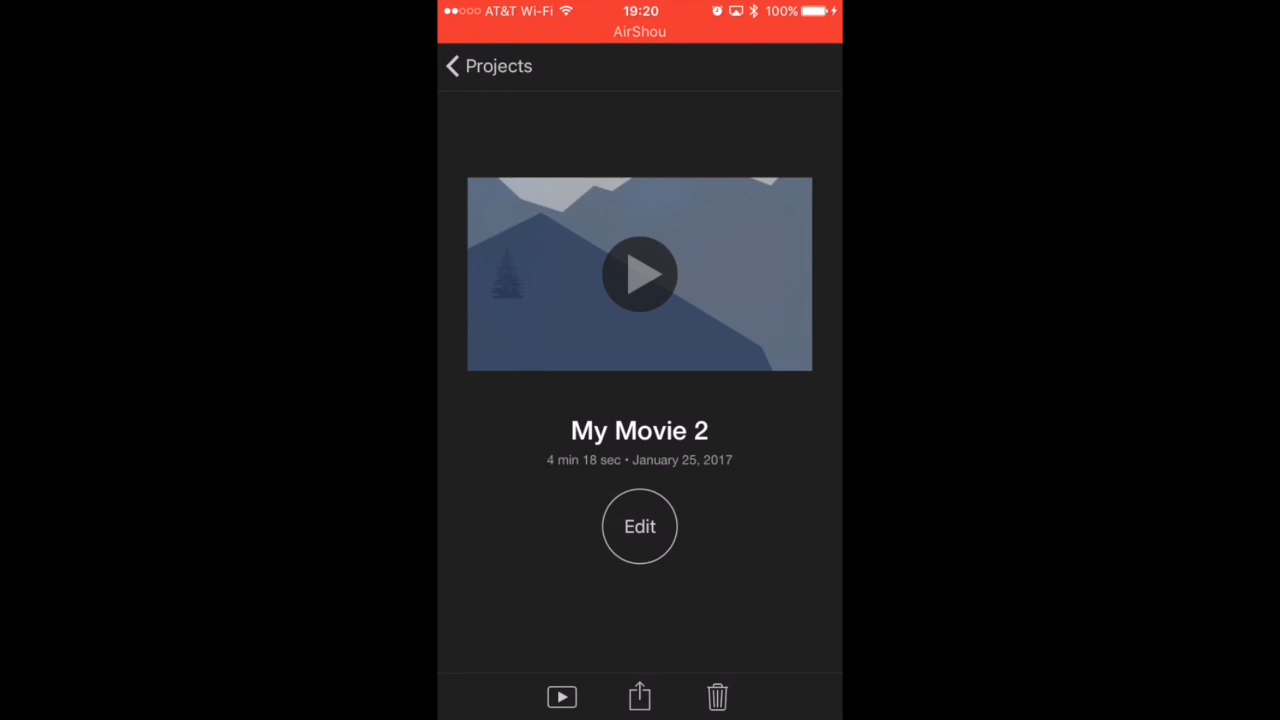 AT&T Wi-Fi 19:20 100%
AirShou
Projects
My Movie 2
4 min 18 sec • January 25, 2017
Edit